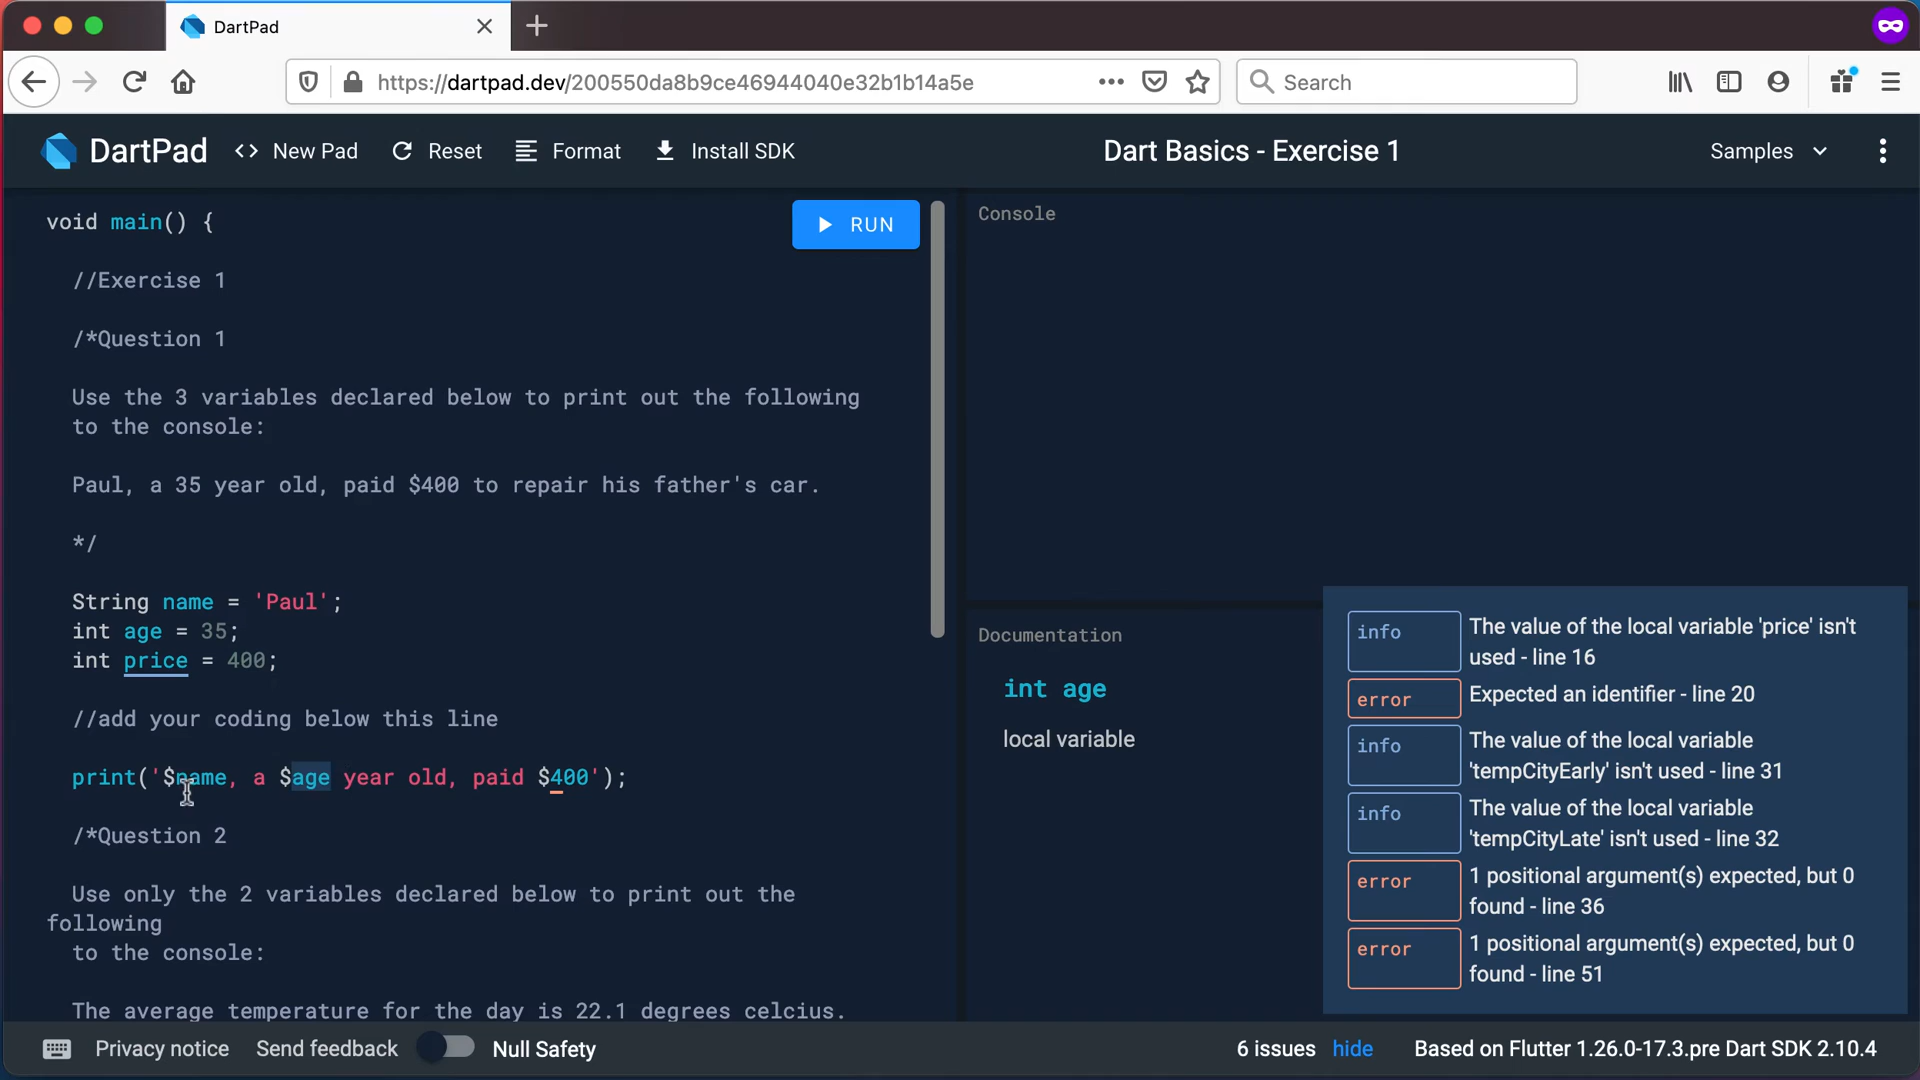 DartPad
https://dartpad.dev/200550da8b9ce46944040e32b1b14a5e
Search
DartPad
New Pad
Reset
Format
Install SDK
Dart Basics - Exercise 1
Samples
void main() {
RUN
//Exercise 1
/*Question 1
Use the 3 variables declared below to print out the following
to the console:
Paul, a 35 year old, paid $400 to repair his father's car.
*/
String name = 'Paul';
int age = 35;
int price = 400;
//add your coding below this line
print('$name, a $age year old, paid $400');
/*Question 2
Use only the 2 variables declared below to print out the
following
to the console:
The average temperature for the day is 22.1 degrees celcius.
Console
Documentation
int age
local variable
info
The value of the local variable 'price' isn't
used - line 16
error
Expected an identifier - line 20
info
The value of the local variable
'tempCityEarly' isn't used - line 31
info
The value of the local variable
'tempCityLate' isn't used - line 32
error
1 positional argument(s) expected, but 0
found - line 36
error
1 positional argument(s) expected, but 0
found - line 51
Privacy notice
Send feedback
Null Safety
6 issues
hide
Based on Flutter 1.26.0-17.3.pre Dart SDK 2.10.4